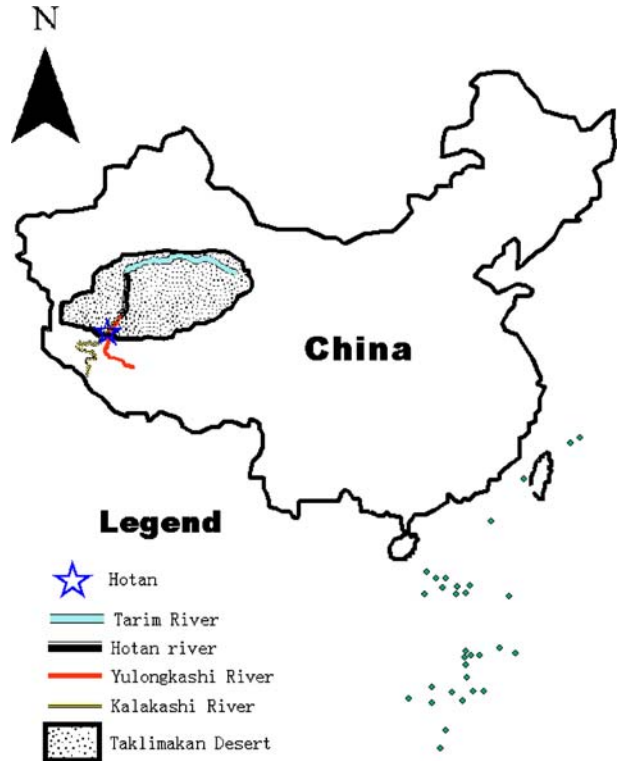 N
China
Legend
Hotan
Tarim River
Hotan river
Yulongkashi River
Kalakashi River
Taklimakan Desert